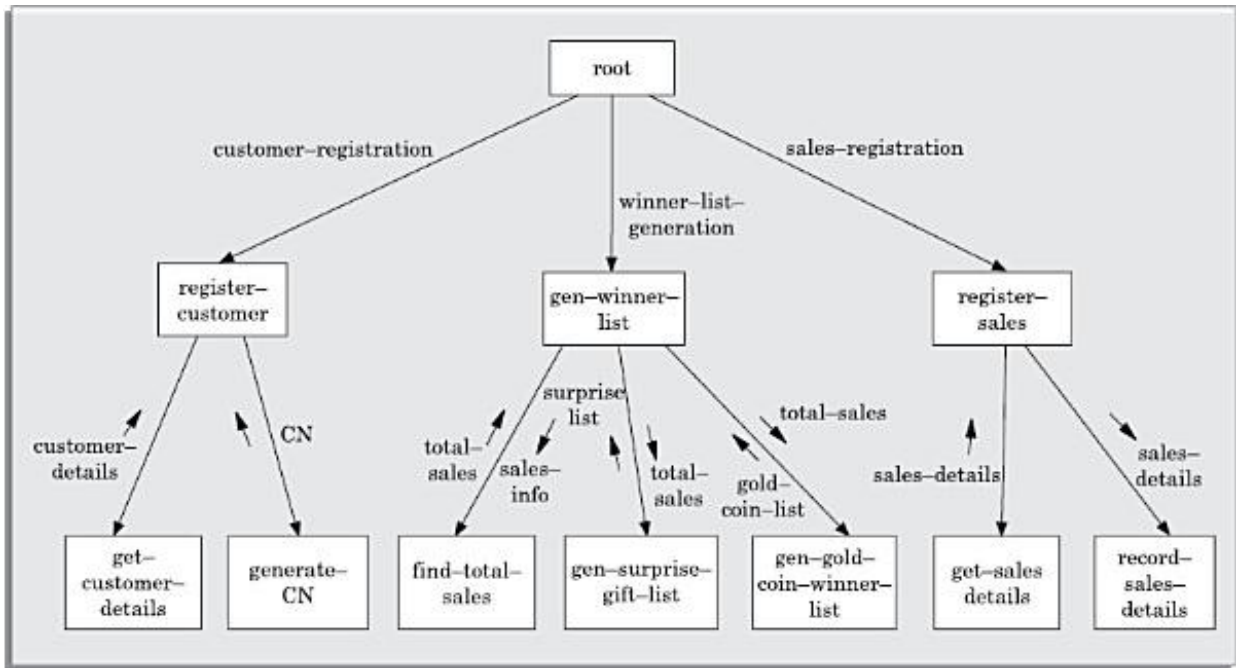 root
customer–registration
sales–registration
winner–list–
generation
register–
customer
gen–winner–
list
register–
sales
customer–
details
CN
total–
sales
surprise
list
sales–
info
total–
sales
gold–
coin–list
total–sales
sales–details
sales–
details
get–
customer–
details
generate–
CN
find–total–
sales
gen–surprise–
gift–list
gen–gold–
coin–winner–
list
get–sales
details
record–
sales–
details